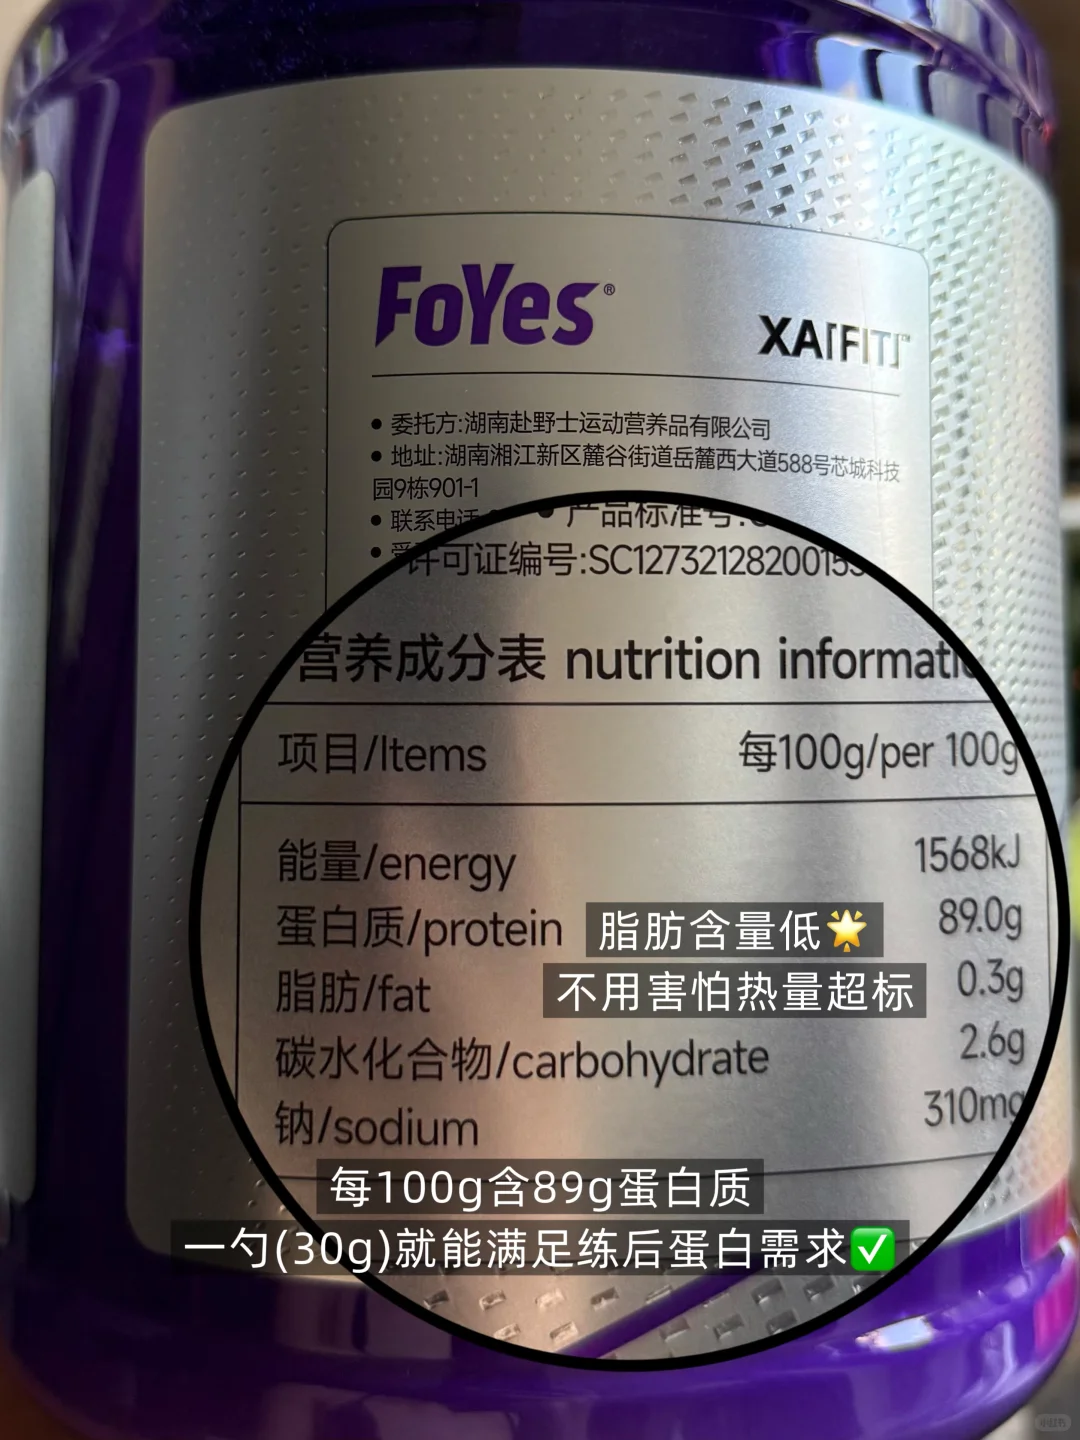 FoYes®
XA[FIT]™
• 委托方:湖南赴野士运动营养品有限公司
• 地址:湖南湘江新区麓谷街道岳麓西大道588号芯城科技
园9栋901-1
• 联系电话
• 产品标准号:
许可证编号:SC127321282001
营养成分表 nutrition informati
项目/Items 每100g/per 100g
能量/energy 1568kJ
蛋白质/protein 89.0g
脂肪含量低🌟
脂肪/fat 0.3g
不用害怕热量超标
碳水化合物/carbohydrate 2.6g
钠/sodium 310mg
每100g含89g蛋白质
一勺(30g)就能满足练后蛋白需求✅
小红书